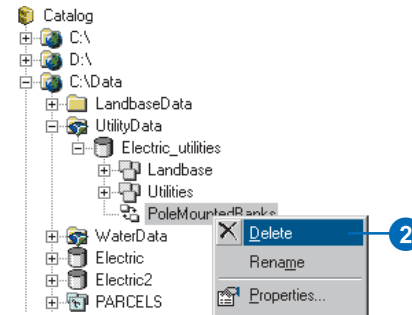 Catalog
C:\
D:\
C:\Data
LandbaseData
UtilityData
Electric_utilities
Landbase
Utilities
PoleMountedBanks
Delete
2
WaterData
Rename
Electric
Electric2
Properties...
PARCELS